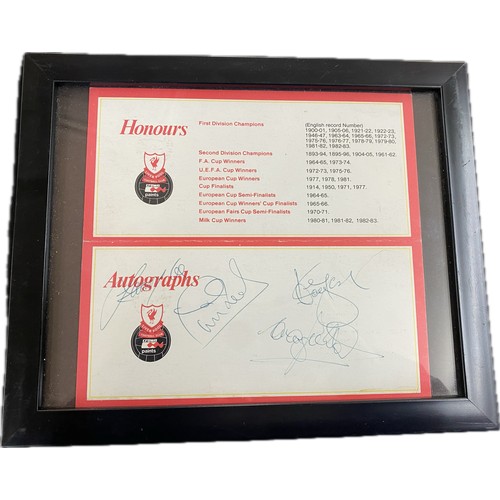 Honours
First Division Champions
(English record Number)
1900-01, 1905-06, 1921-22, 1922-23,
1946-47, 1963-64, 1965-66, 1972-73,
1975-76, 1976-77, 1978-79, 1979-80,
1981-82, 1982-83.
Second Division Champions 1893-94, 1895-96, 1904-05, 1961-62.
F.A. Cup Winners 1964-65, 1973-74.
U.E.F.A. Cup Winners 1972-73, 1975-76.
European Cup Winners 1977, 1978, 1981.
Cup Finalists 1914, 1950, 1971, 1977.
European Cup Semi-Finalists 1964-65.
European Cup Winners' Cup Finalists 1965-66.
European Fairs Cup Semi-Finalists 1970-71.
Milk Cup Winners 1980-81, 1981-82, 1982-83.
Autographs
paints